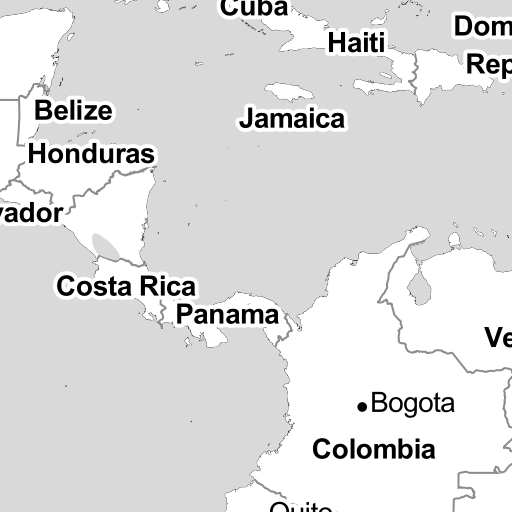 Cuba
Dom
Haiti
Rep
Belize
Jamaica
Honduras
vador
Costa Rica
Panama
Ve
Bogota
Colombia
Quito